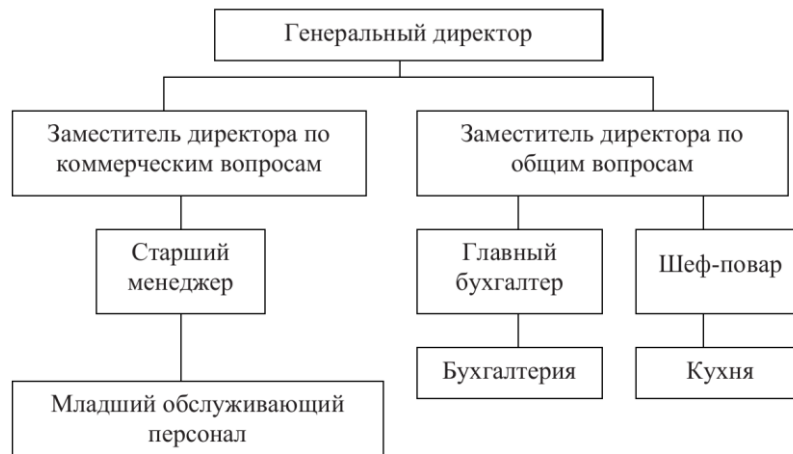 Генеральный директор
Заместитель директора по
коммерческим вопросам
Заместитель директора по
общим вопросам
Старший
менеджер
Главный
бухгалтер
Шеф-повар
Бухгалтерия
Кухня
Младший обслуживающий
персонал